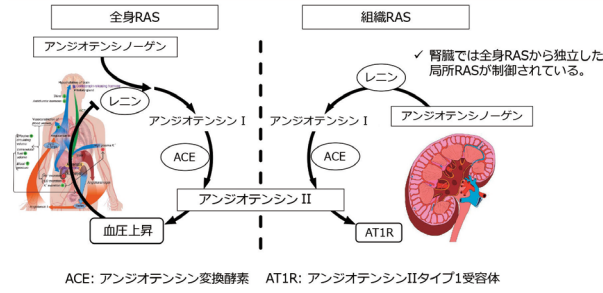 全身RAS
組織RAS
アンジオテンシノーゲン
✓ 腎臓では全身RASから独立した
局所RASが制御されている。
レニン
レニン
アンジオテンシノーゲン
アンジオテンシン I
アンジオテンシン I
ACE
ACE
アンジオテンシン II
血圧上昇
AT1R
ACE: アンジオテンシン変換酵素 AT1R: アンジオテンシンIIタイプ1受容体